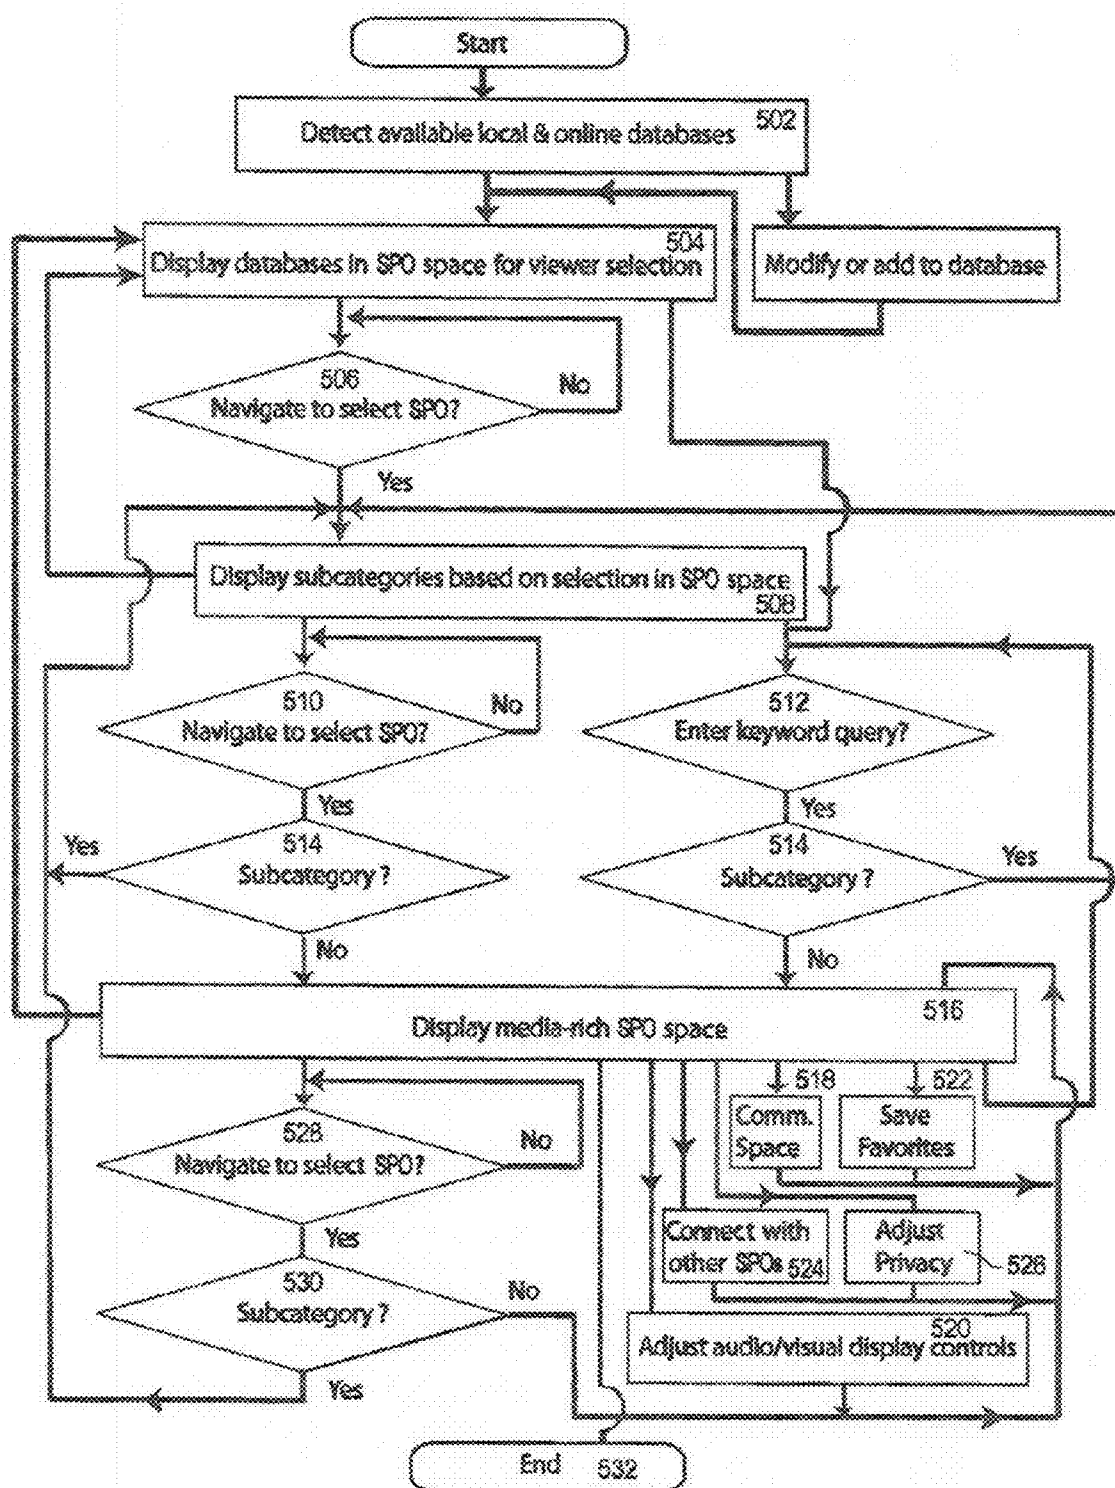 Start
Detect available local & online databases
502
Display databases in SPO space for viewer selection
504
Modify or add to database
506
Navigate to select SPO?
No
Yes
Display subcategories based on selection in SPO space
508
510
Navigate to select SPO?
No
Yes
512
Enter keyword query?
Yes
514
Subcategory ?
Yes
No
514
Subcategory ?
Yes
No
516
Display media-rich SPO space
518
Comm.
Space
522
Save
Favorites
528
Navigate to select SPO?
No
Yes
Connect with
other SPOs 524
Adjust
Privacy
526
530
Subcategory ?
No
Yes
520
Adjust audio/visual display controls
End
532